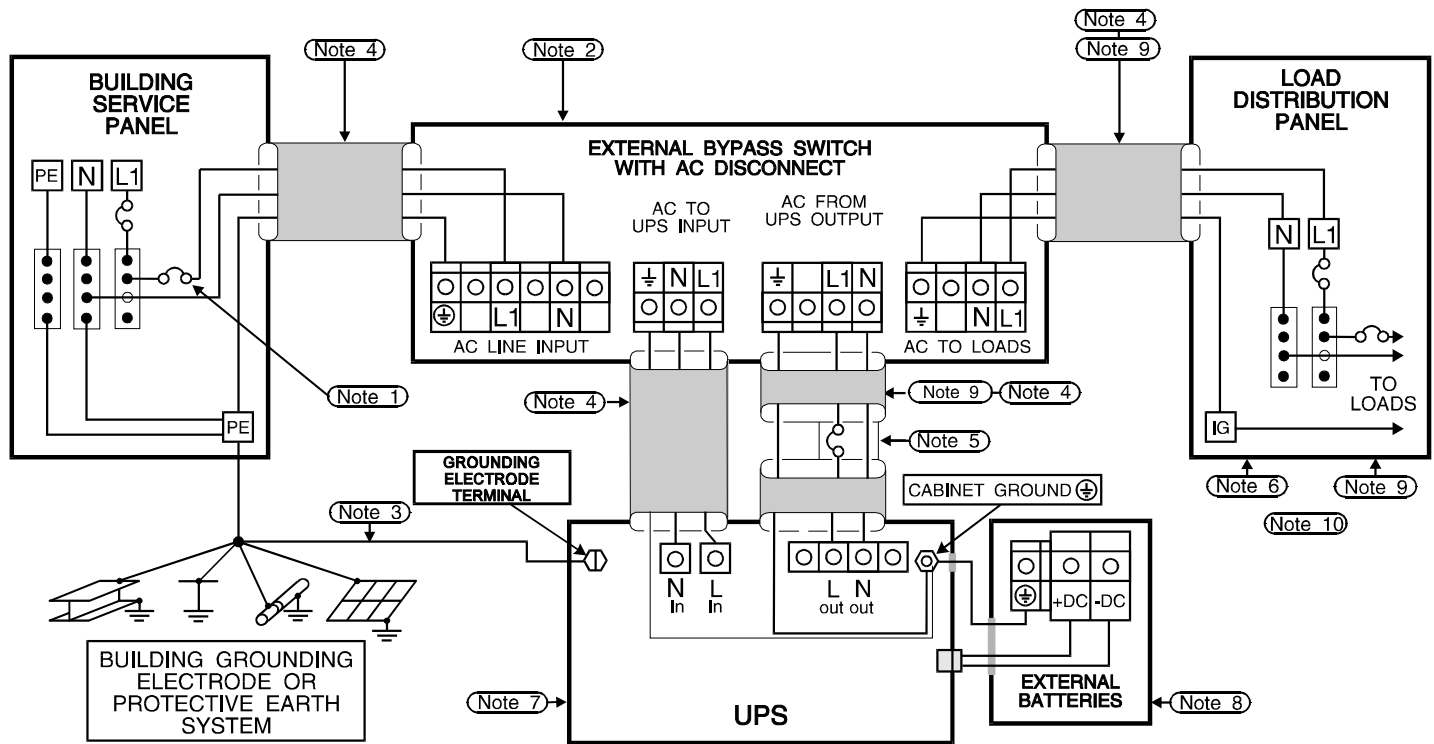 Note 4
Note 2
Note 4
Note 9
BUILDING
SERVICE
PANEL
PE N L1
PE
Note 1
EXTERNAL BYPASS SWITCH
WITH AC DISCONNECT
AC TO
UPS INPUT
AC FROM
UPS OUTPUT
N L1
L1 N
L1 N
AC LINE INPUT
N L1
AC TO LOADS
LOAD
DISTRIBUTION
PANEL
N L1
TO
LOADS
IG
Note 6
Note 9
Note 10
Note 4
Note 9
Note 4
Note 5
GROUNDING
ELECTRODE
TERMINAL
CABINET GROUND
Note 3
N
In
L
In
L N
out out
UPS
Note 7
+DC -DC
EXTERNAL
BATTERIES
Note 8
BUILDING GROUNDING
ELECTRODE OR
PROTECTIVE EARTH
SYSTEM